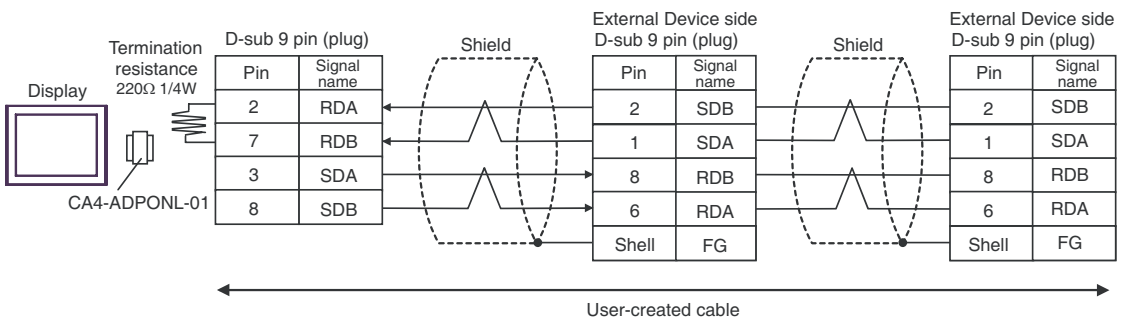 Display
CA4-ADPONL-01
Termination
resistance
220Ω 1/4W
D-sub 9 pin (plug)
Pin Signal name
2 RDA
7 RDB
3 SDA
8 SDB
Shield
External Device side
D-sub 9 pin (plug)
Pin Signal name
2 SDB
1 SDA
8 RDB
6 RDA
Shell FG
Shield
External Device side
D-sub 9 pin (plug)
Pin Signal name
2 SDB
1 SDA
8 RDB
6 RDA
Shell FG
User-created cable